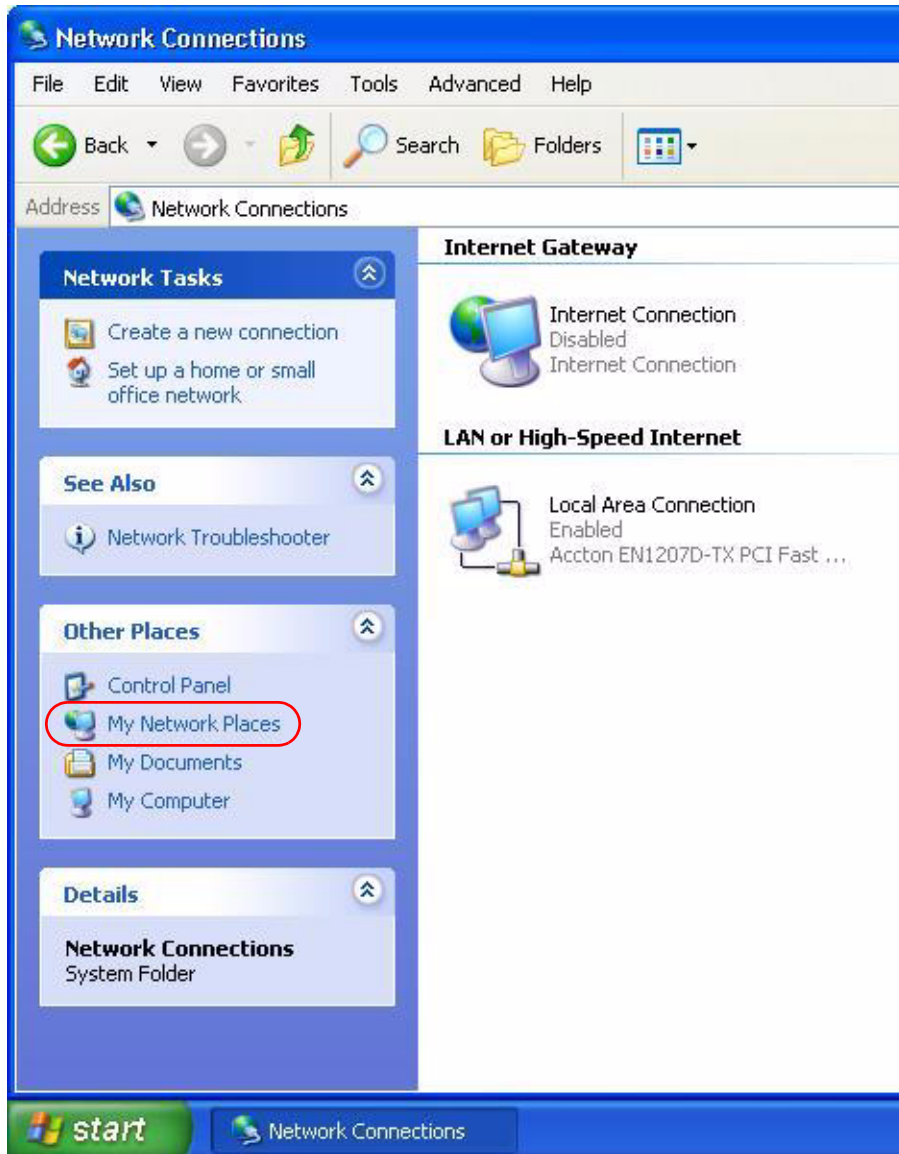 Network Connections
File Edit View Favorites Tools Advanced Help
Back Search Folders
Address Network Connections
Network Tasks
Create a new connection
Set up a home or small
office network
See Also
Network Troubleshooter
Other Places
Control Panel
My Network Places
My Documents
My Computer
Details
Network Connections
System Folder
Internet Gateway
Internet Connection
Disabled
Internet Connection
LAN or High-Speed Internet
Local Area Connection
Enabled
Accton EN1207D-TX PCI Fast ...
start Network Connections